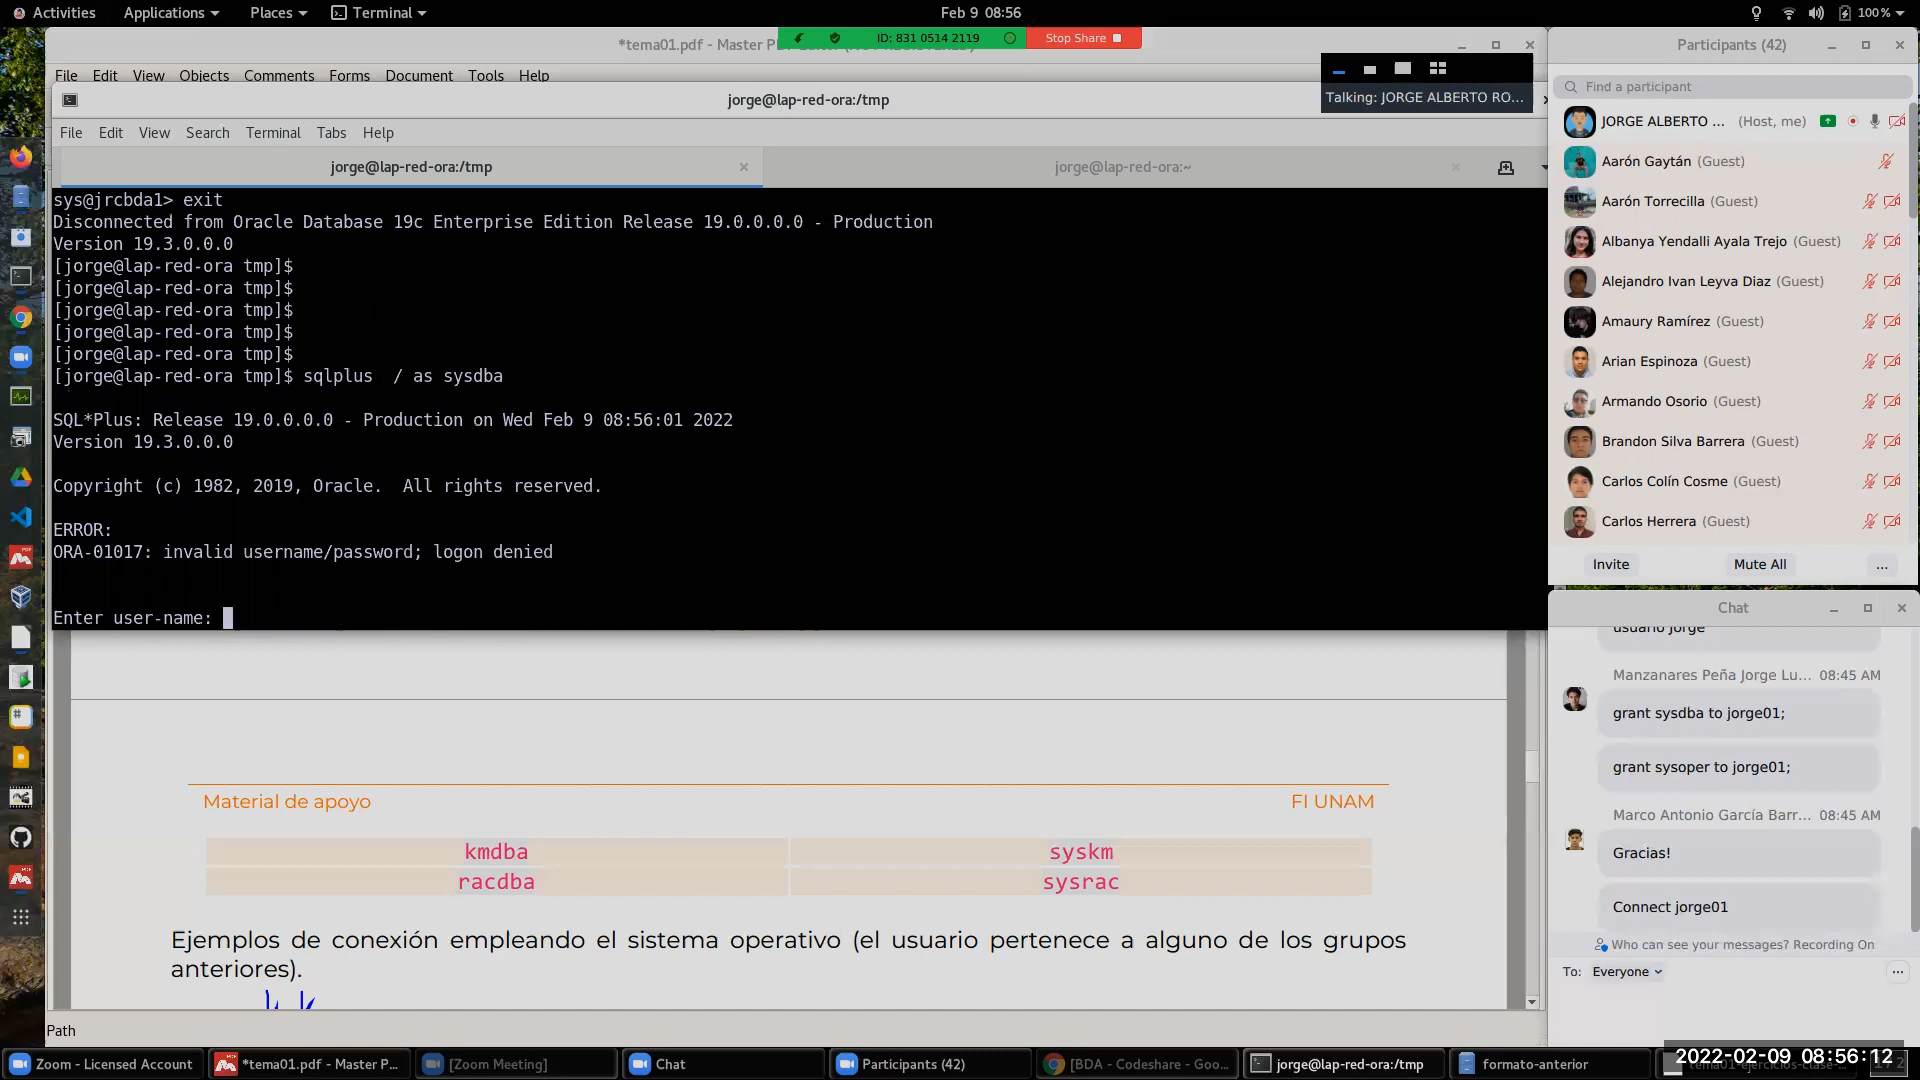 Activities
Applications
Places
Terminal
Feb 9 08:56
100%
*tema01.pdf - Master P
ID: 831 0514 2119
Stop Share
File Edit View Objects Comments Forms Document Tools Help
Talking: JORGE ALBERTO RO...
jorge@lap-red-ora:/tmp
File Edit View Search Terminal Tabs Help
jorge@lap-red-ora:/tmp
jorge@lap-red-ora:~
sys@jrcbda1> exit
Disconnected from Oracle Database 19c Enterprise Edition Release 19.0.0.0.0 - Production
Version 19.3.0.0.0
[jorge@lap-red-ora tmp]$
[jorge@lap-red-ora tmp]$
[jorge@lap-red-ora tmp]$
[jorge@lap-red-ora tmp]$
[jorge@lap-red-ora tmp]$
[jorge@lap-red-ora tmp]$ sqlplus  / as sysdba
SQL*Plus: Release 19.0.0.0.0 - Production on Wed Feb 9 08:56:01 2022
Version 19.3.0.0.0
Copyright (c) 1982, 2019, Oracle.  All rights reserved.
ERROR:
ORA-01017: invalid username/password; logon denied
Enter user-name:
Material de apoyo
FI UNAM
kmdba syskm
racdba sysrac
Ejemplos de conexión empleando el sistema operativo (el usuario pertenece a alguno de los grupos
anteriores).
Path
Participants (42)
Find a participant
JORGE ALBERTO ... (Host, me)
Aarón Gaytán (Guest)
Aarón Torrecilla (Guest)
Albanya Yendalli Ayala Trejo (Guest)
Alejandro Ivan Leyva Diaz (Guest)
Amaury Ramírez (Guest)
Arian Espinoza (Guest)
Armando Osorio (Guest)
Brandon Silva Barrera (Guest)
Carlos Colín Cosme (Guest)
Carlos Herrera (Guest)
Invite
Mute All
...
Chat
usuario jorge
Manzanares Peña Jorge Lu... 08:45 AM
grant sysdba to jorge01;
grant sysoper to jorge01;
Marco Antonio García Barr... 08:45 AM
Gracias!
Connect jorge01
Who can see your messages? Recording On
To: Everyone
Zoom - Licensed Account
*tema01.pdf - Master P...
[Zoom Meeting]
Chat
Participants (42)
[BDA - Codeshare - Goo...
jorge@lap-red-ora:/tmp
formato-anterior
2022-02-09 08:56:12